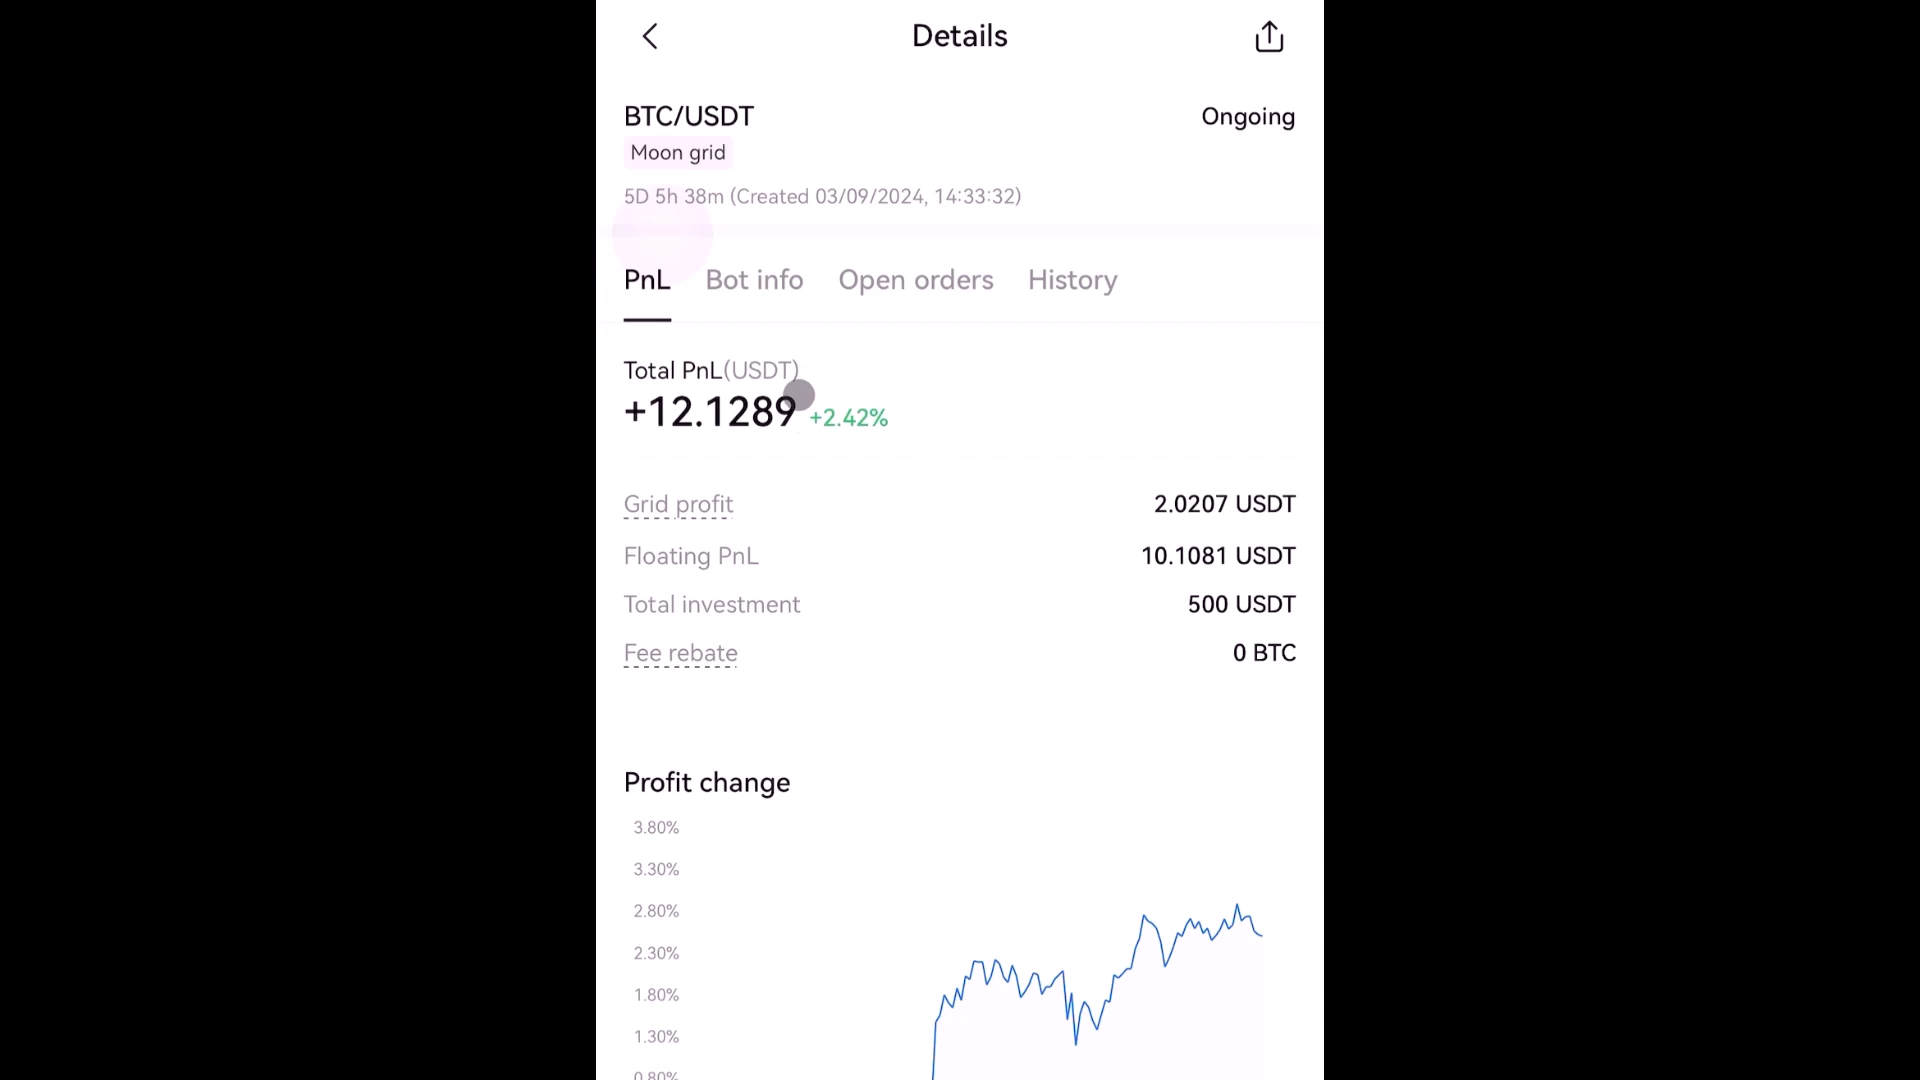 Details
BTC/USDT
Ongoing
Moon grid
5D 5h 38m (Created 03/09/2024, 14:33:32)
PnL Bot info Open orders History
Total PnL(USDT)
+12.1289 +2.42%
Grid profit 2.0207 USDT
Floating PnL 10.1081 USDT
Total investment 500 USDT
Fee rebate 0 BTC
Profit change
3.80%
3.30%
2.80%
2.30%
1.80%
1.30%
0.80%